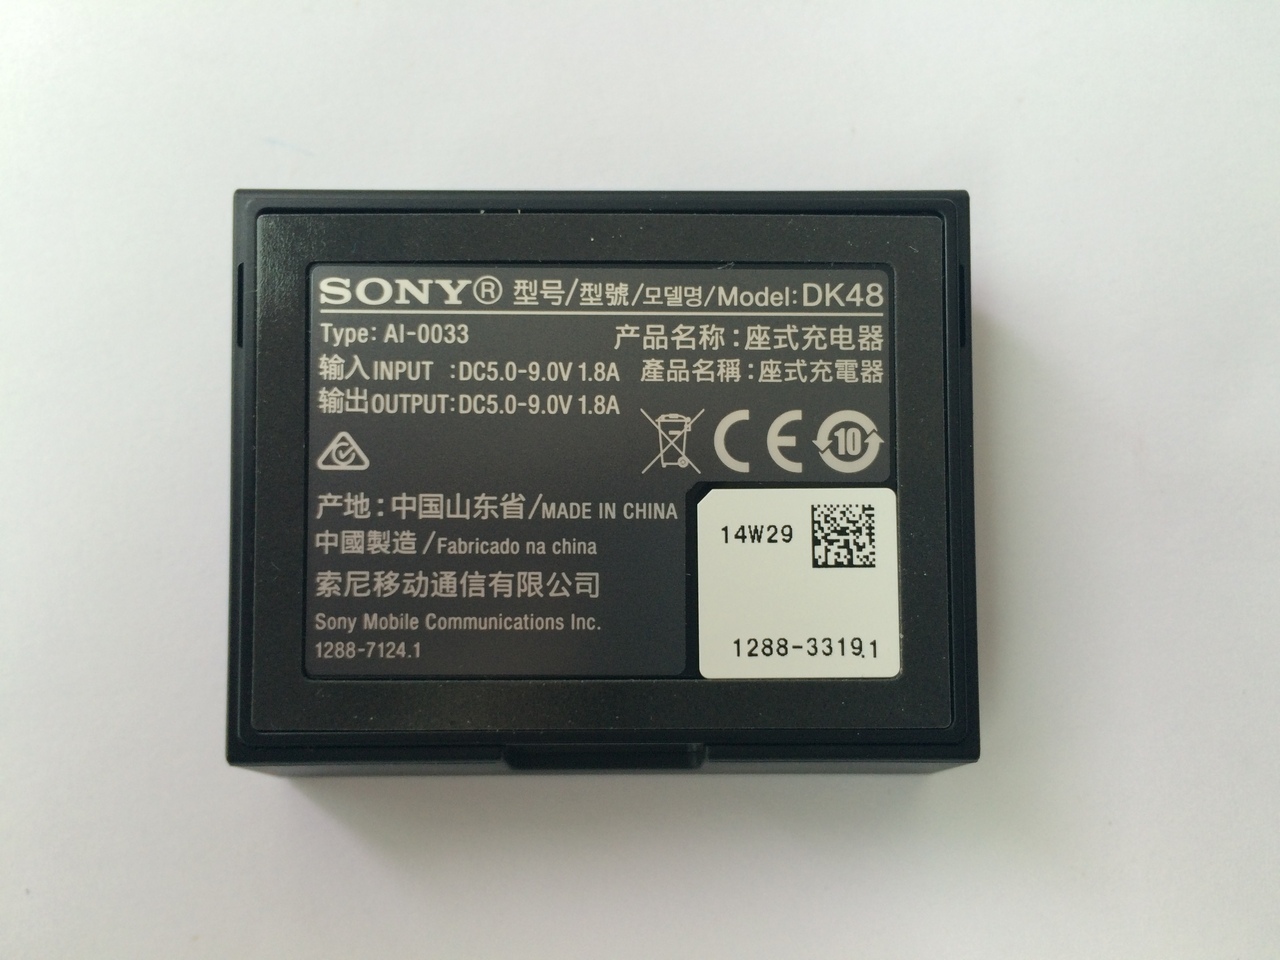 SONY® 型号/型號/모델명/Model: DK48
Type: AI-0033 产品名称：座式充电器
输入INPUT :DC5.0-9.0V 1.8A 產品名稱：座式充電器
输出OUTPUT:DC5.0-9.0V 1.8A
CE 10
产地：中国山东省/MADE IN CHINA
中國製造/Fabricado na china
索尼移动通信有限公司
Sony Mobile Communications Inc.
1288-7124.1
14W29
1288-3319.1